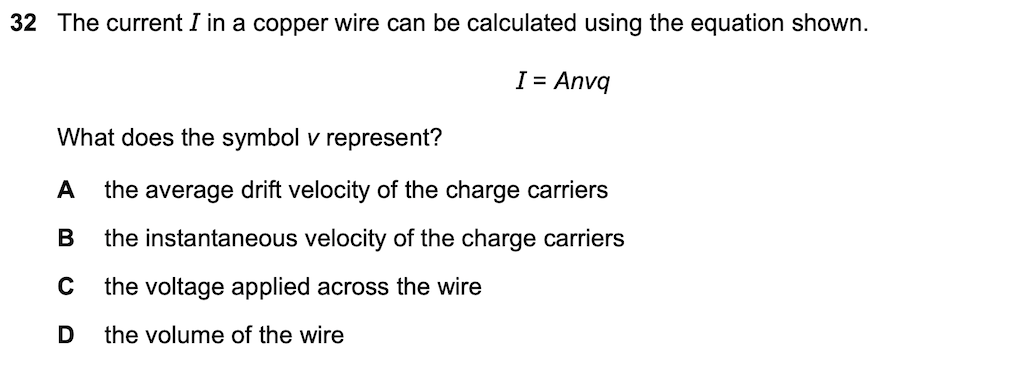 32 The current I in a copper wire can be calculated using the equation shown.
I = Anvq
What does the symbol v represent?
A the average drift velocity of the charge carriers
B the instantaneous velocity of the charge carriers
C the voltage applied across the wire
D the volume of the wire